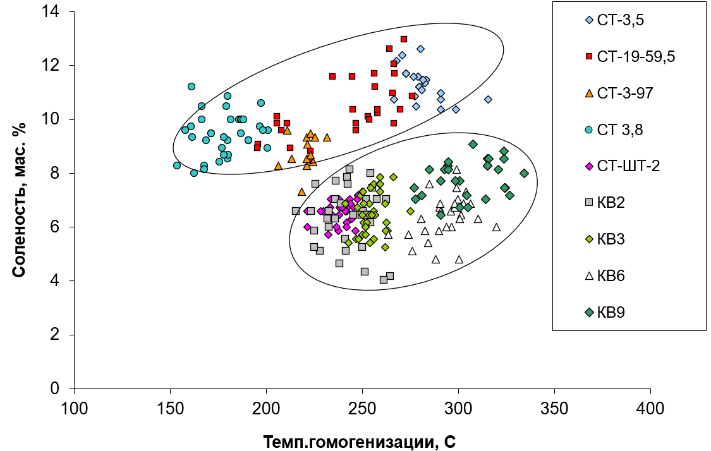 14
12
10
8
6
4
2
0
Соленость, мас. %
100
150
200
250
300
350
400
Темп.гомогенизации, С
СТ-3,5
СТ-19-59,5
СТ-3-97
СТ 3,8
СТ-ШТ-2
КВ2
КВ3
КВ6
КВ9